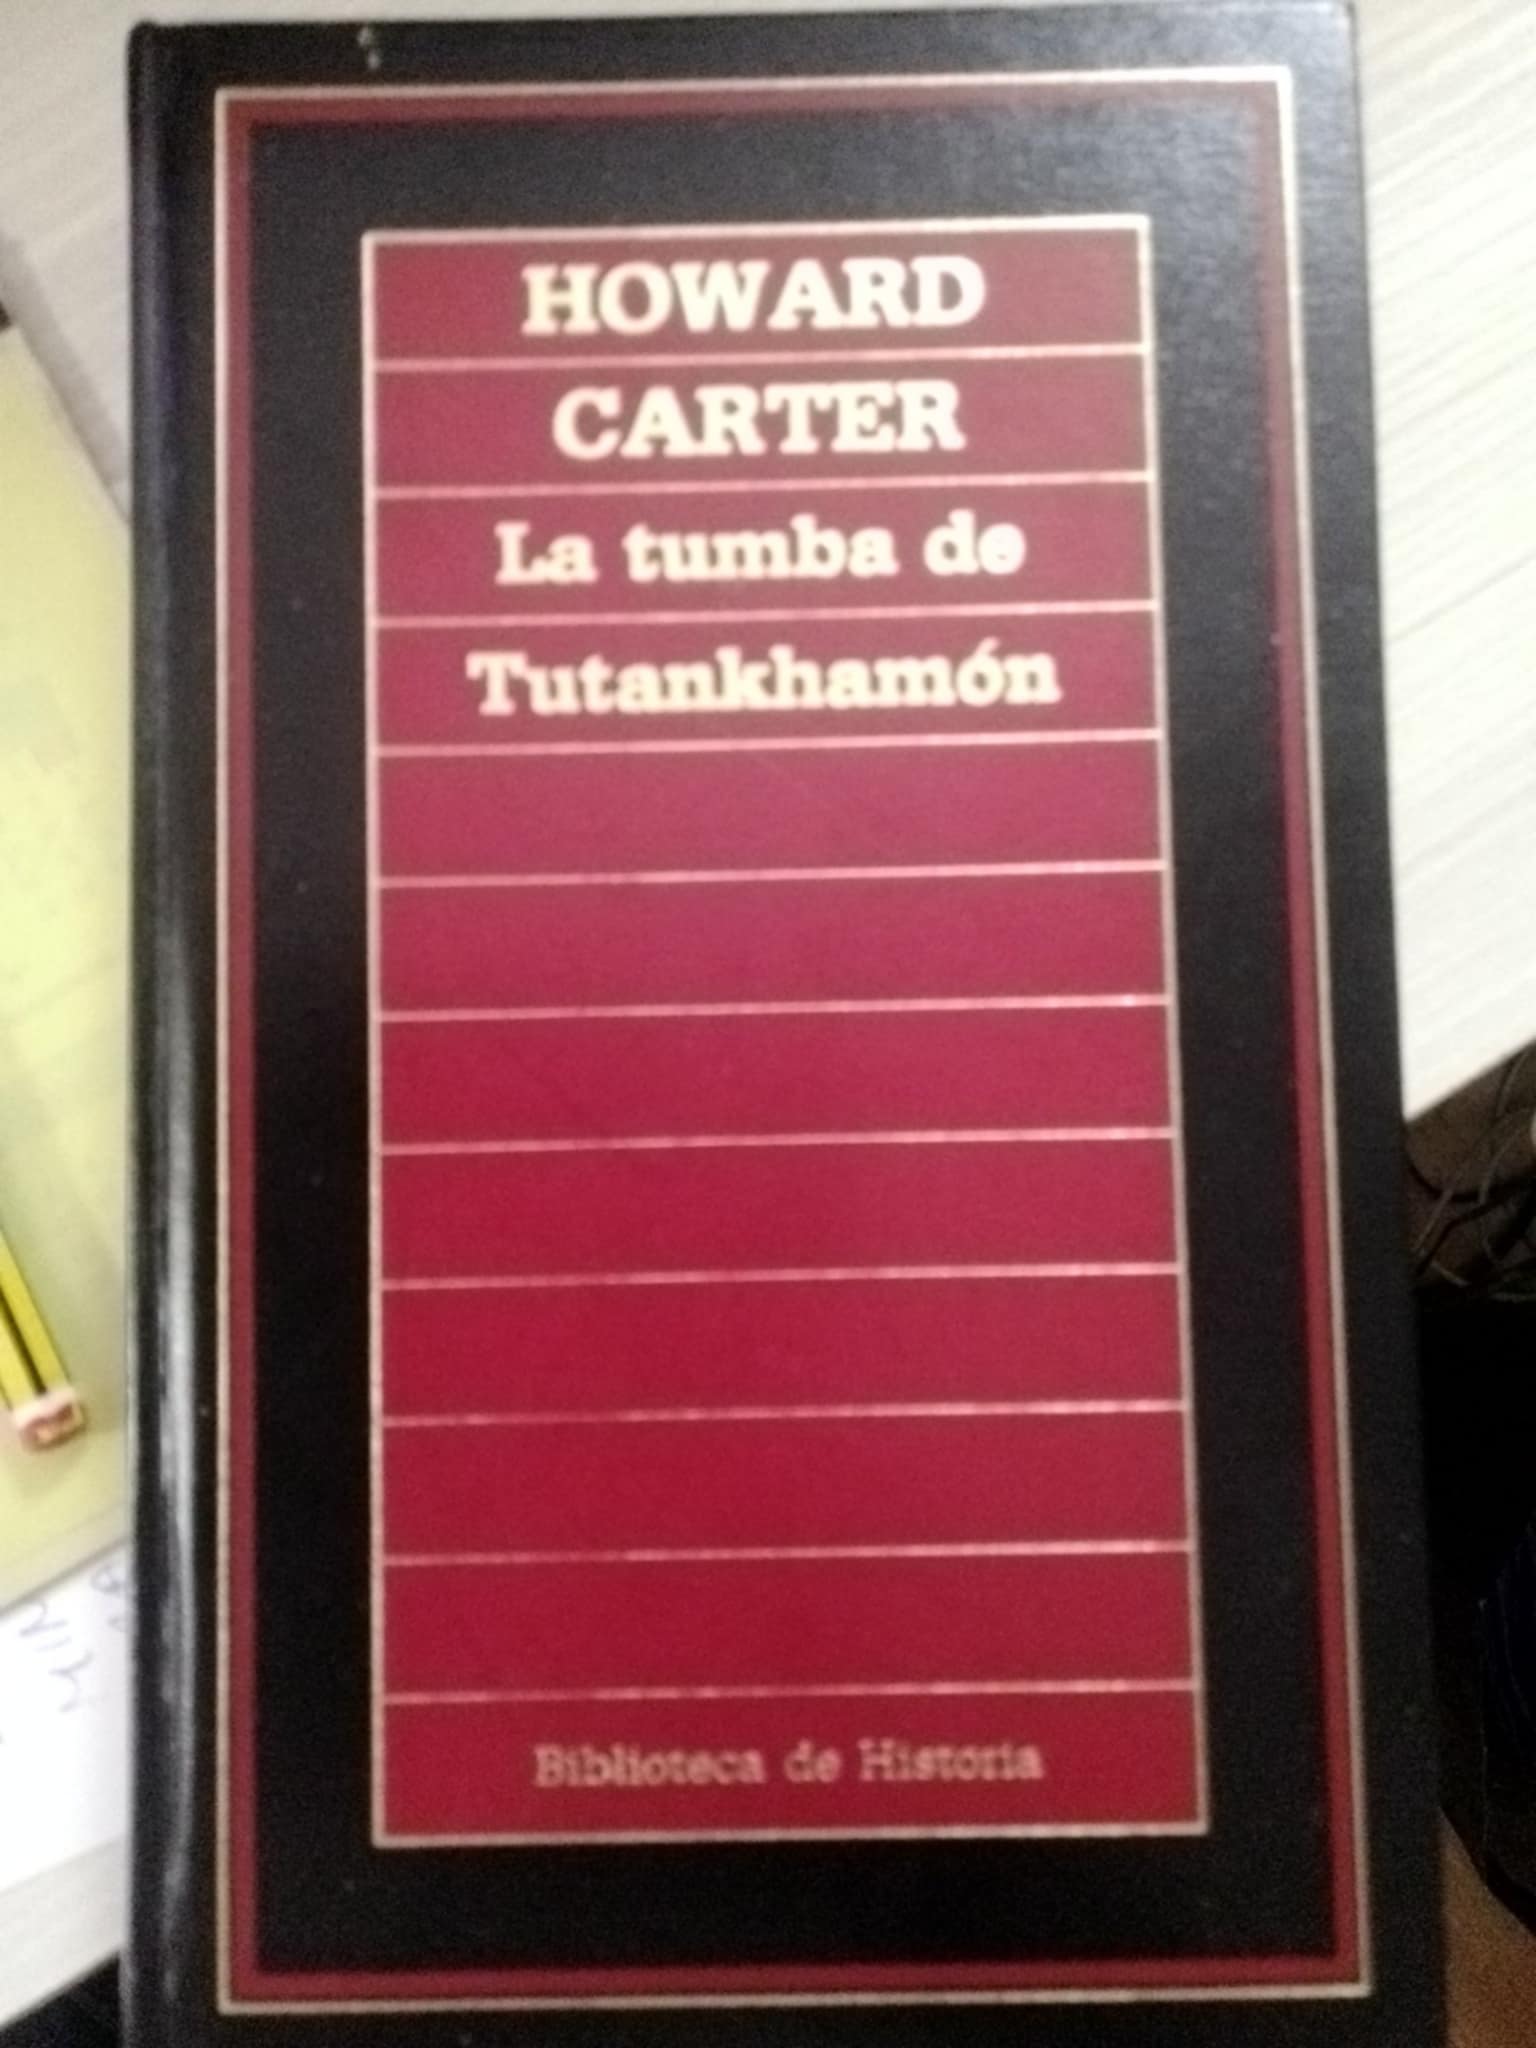 HOWARD
CARTER
La tumba de
Tutankhamón
Biblioteca de Historia